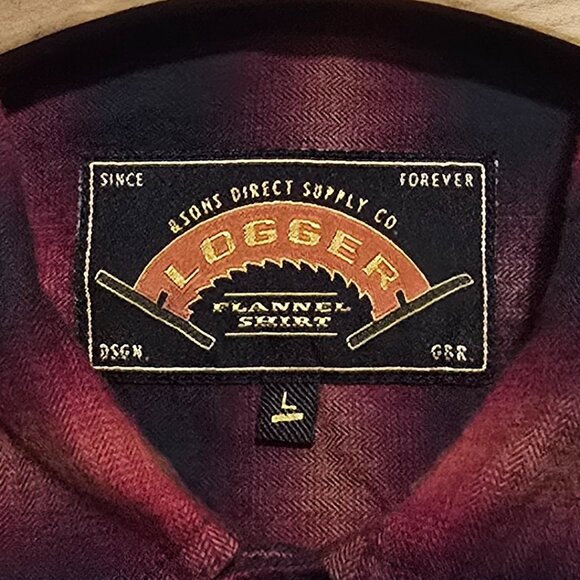 SINCE FOREVER
&SONS DIRECT SUPPLY CO
LOGGER
FLANNEL
SHIRT
DSGN. GBR.
L